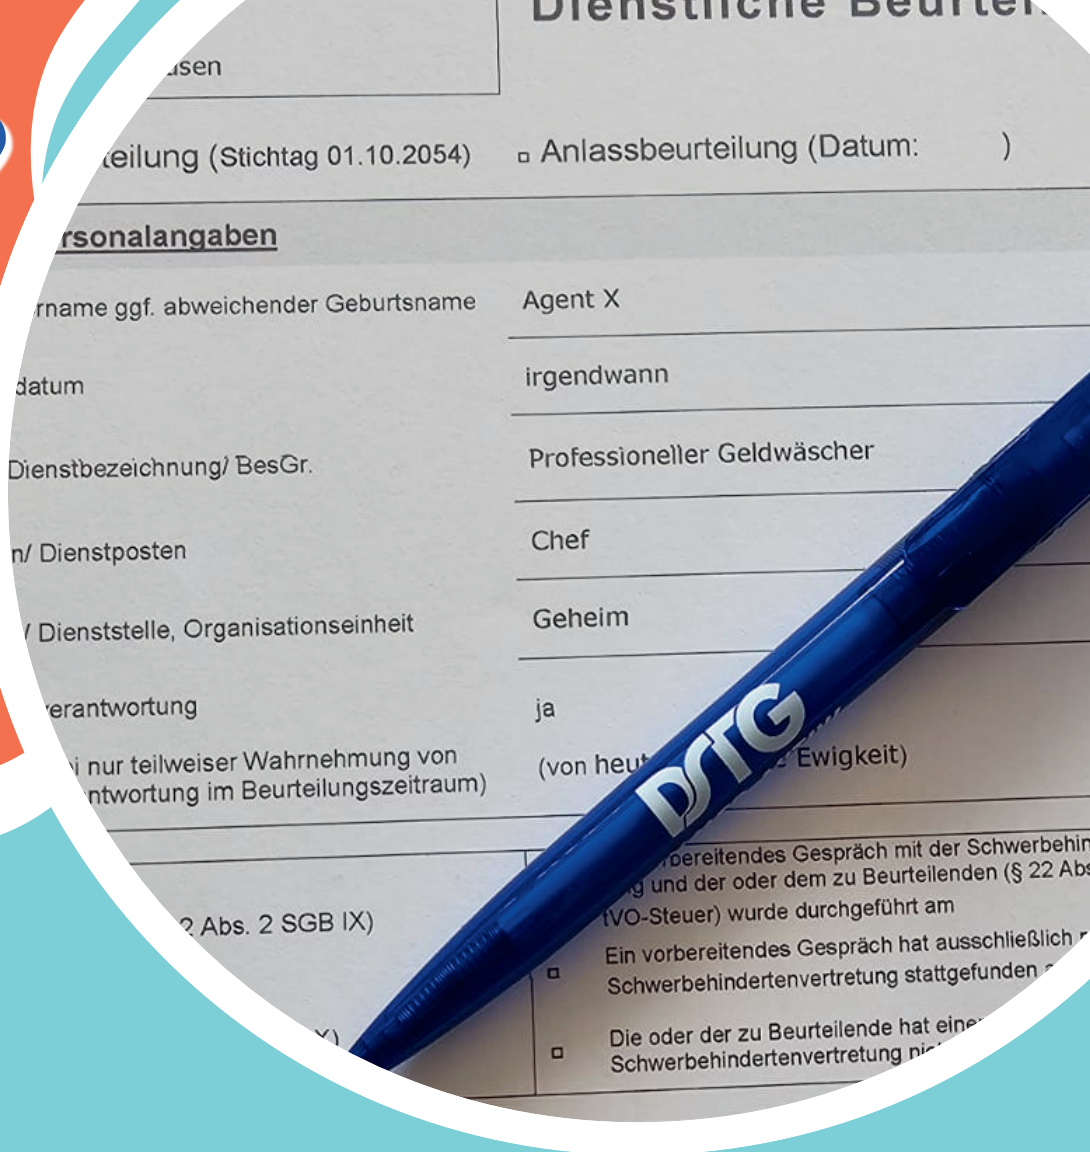 Dienstliche
teilung (Stichtag 01.10.2054) Anlassbeurteilung (Datum: )
rsonalangaben
rname ggf. abweichender Geburtsname Agent X
datum irgendwann
Dienstbezeichnung/ BesGr. Professioneller Geldwäscher
n/ Dienstposten Chef
/ Dienststelle, Organisationseinheit Geheim
erantwortung ja
i nur teilweiser Wahrnehmung von
ntwortung im Beurteilungszeitraum) (von heut Ewigkeit)
DSTG
bereitendes Gespräch mit der Schwerbehin
g und der oder dem zu Beurteilenden (§ 22 Abs
VO-Steuer) wurde durchgeführt am
2 Abs. 2 SGB IX)
Ein vorbereitendes Gespräch hat ausschließlich
Schwerbehindertenvertretung stattgefunden
Die oder der zu Beurteilende hat eine
Schwerbehindertenvertretung